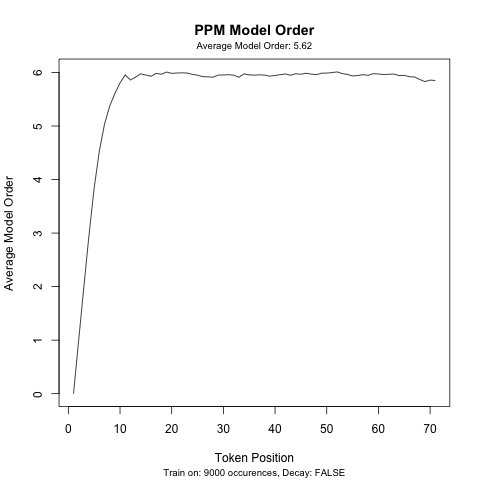 PPM Model Order
Average Model Order: 5.62
Average Model Order
6
5
4
3
2
1
0
0 10 20 30 40 50 60 70
Token Position
Train on: 9000 occurences, Decay: FALSE